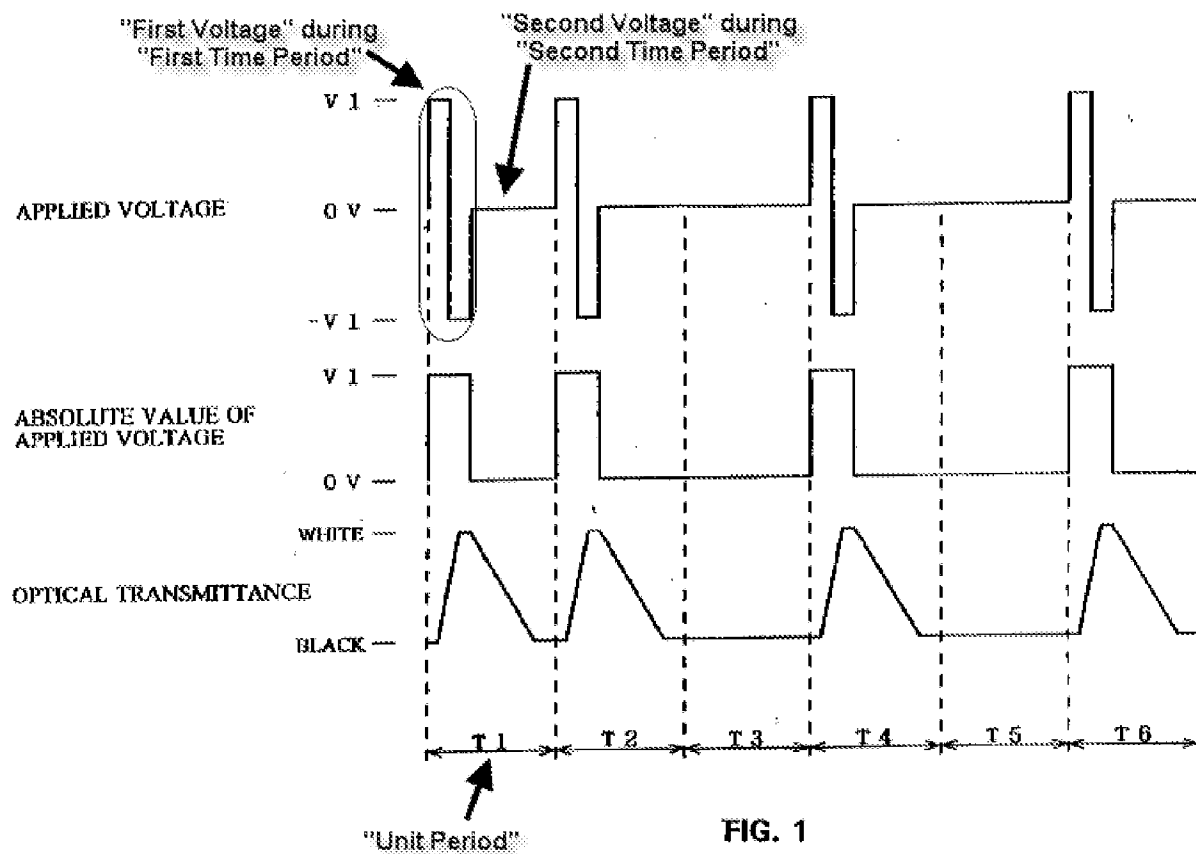 "First Voltage" during
"First Time Period"
"Second Voltage" during
"Second Time Period"
V 1
APPLIED VOLTAGE
0 V
-V 1
V 1
ABSOLUTE VALUE OF
APPLIED VOLTAGE
0 V
WHITE
OPTICAL TRANSMITTANCE
BLACK
T 1
T 2
T 3
T 4
T 5
T 6
"Unit Period"
FIG. 1